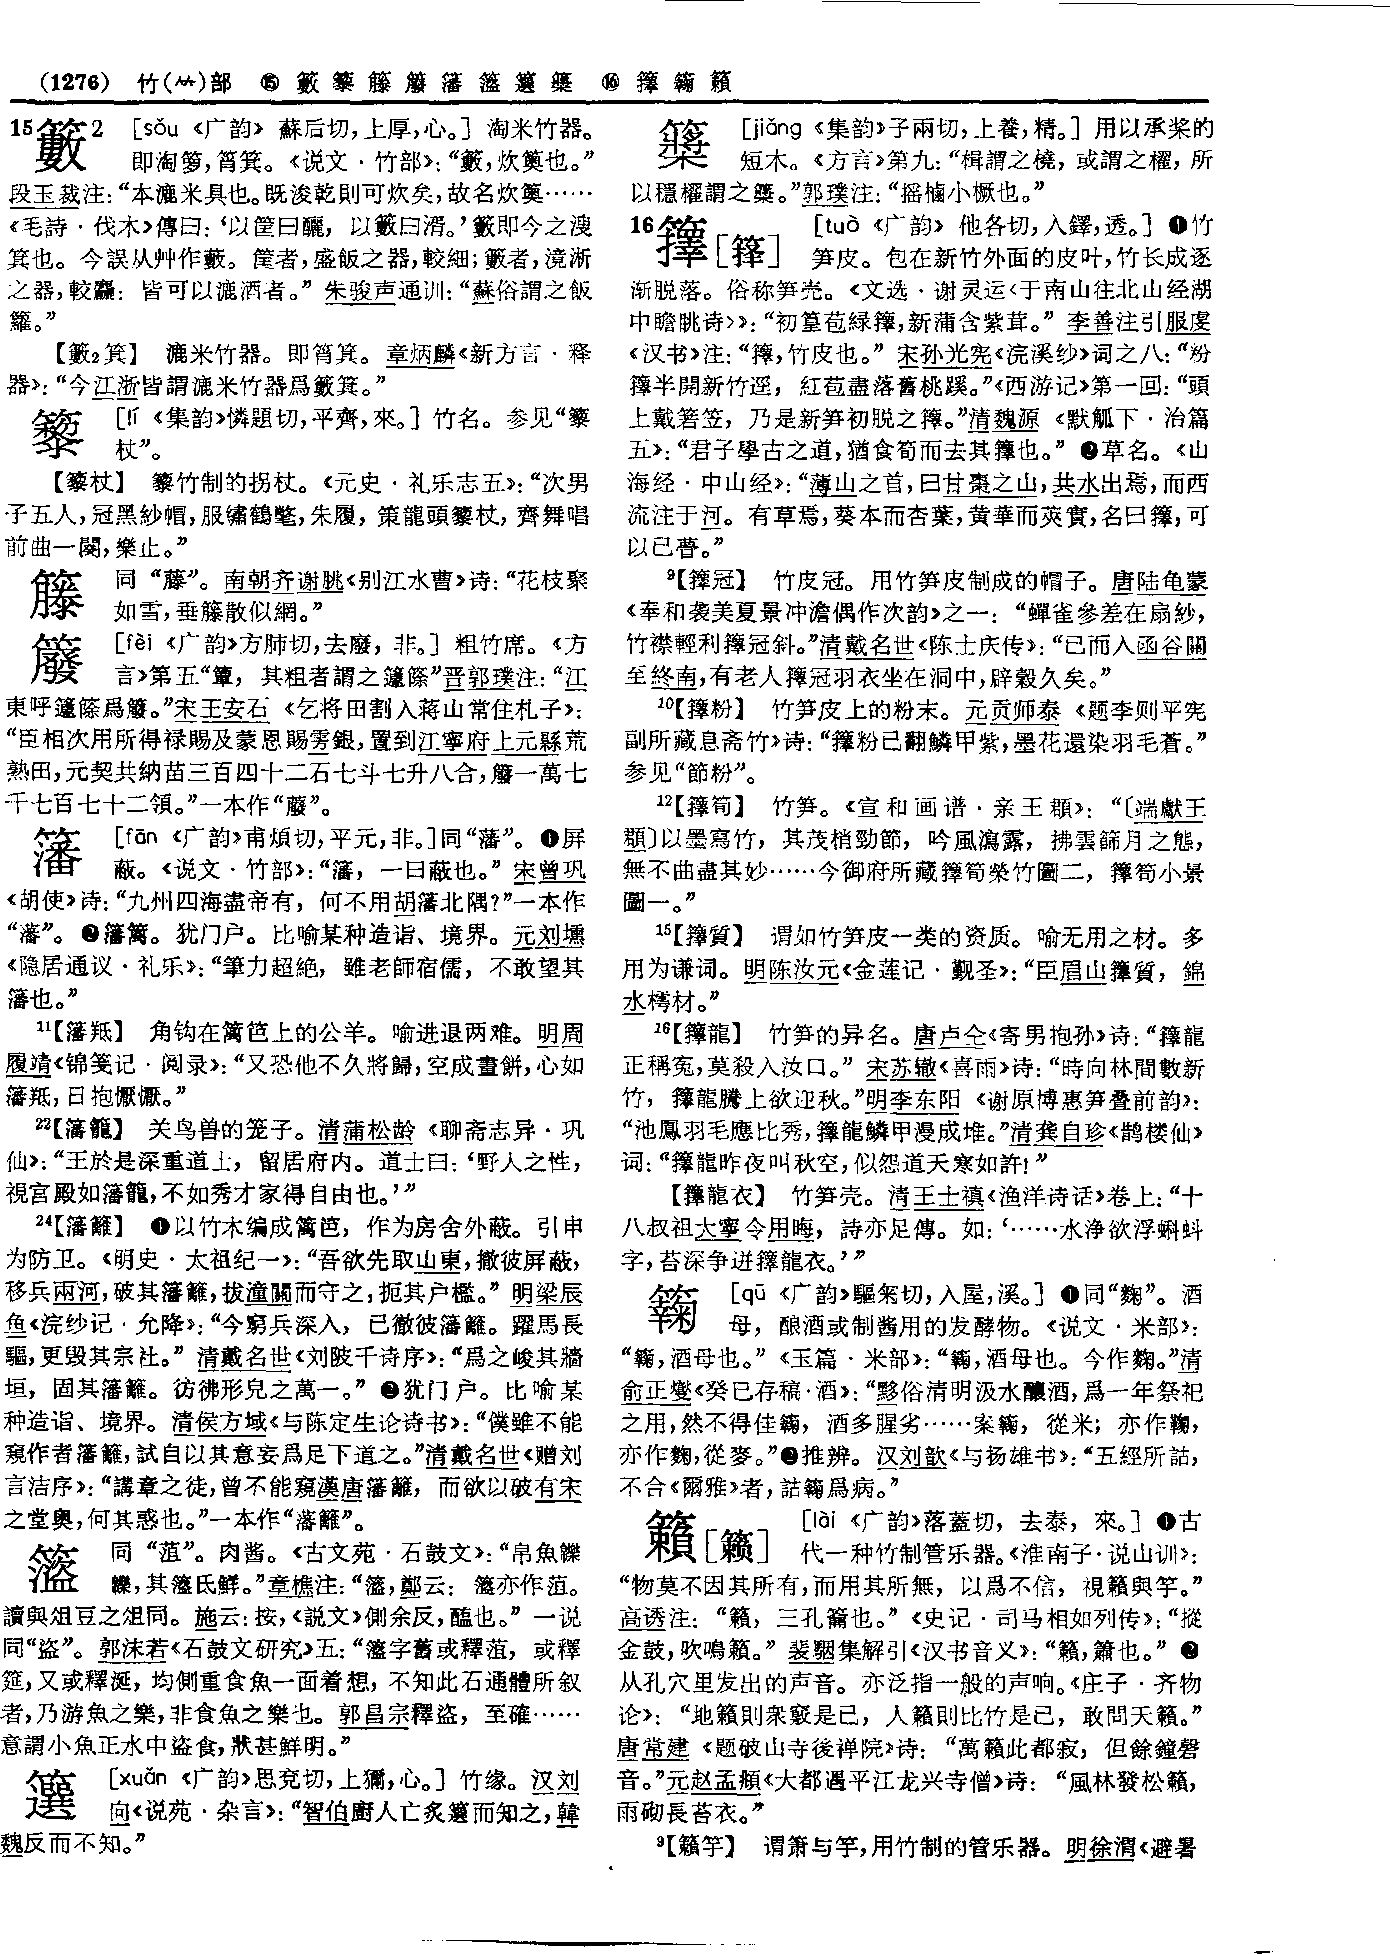 (1276) 竹(⺮)部 ⑮ 籔 籔 籐 籐 籓 籃 籑 ⑯ 籜 籟
15籔2 [sǒu《广韵》蘇后切,上厚,心。] 淘米竹器。
即淘箩,筲箕。《说文·竹部》:“籔,炊䉛也。”
段玉裁注:“本漉米具也。既浚乾則可炊矣,故名炊䉛……
《毛詩·伐木》傳曰:‘以筐曰釃,以籔曰湑。’籔即今之溲
箕也。今誤从艸作藪。筐者,盛飯之器,較細;籔者,澆淅
之器,較麤:皆可以漉酒者。” 朱骏声通训:“蘇俗謂之飯
籮。”
【籔₂箕】 漉米竹器。即筲箕。章炳麟《新方言·释
器》:“今江浙皆謂漉米竹器爲籔箕。”
[lí《集韵》憐題切,平齊,來。] 竹名。参见“䉫
杖”。
【䉫杖】 䉫竹制的拐杖。《元史·礼乐志五》:“次男
子五人,冠黑紗帽,服繡鶴氅,朱履,策龍頭䉫杖,齊舞唱
前曲一闋,樂止。”
籐 同“藤”。南朝齐谢朓《别江水曹》诗:“花枝聚
如雪,垂籐散似網。”
[fèi《广韵》方肺切,去廢,非。] 粗竹席。《方
言》第五“簟,其粗者謂之籧篨”晋郭璞注:“江
東呼籧篨爲䉬。”宋王安石《乞将田割入蒋山常住札子》:
“臣相次用所得禄賜及蒙恩賜雱銀,置到江寧府上元縣荒
熟田,元契共納苗三百四十二石七斗七升八合,䉬一萬七
千七百七十二領。”一本作“蕟”。
籓 [fān《广韵》甫煩切,平元,非。]同“藩”。❶屏
蔽。《说文·竹部》:“籓,一曰蔽也。”宋曾巩
《胡使》诗:“九州四海盡帝有,何不用胡籓北隅?”一本作
“藩”。❷籓篱。犹门户。比喻某种造诣、境界。元刘壎
《隐居通议·礼乐》:“筆力超絶,雖老師宿儒,不敢望其
籓也。”
¹¹【籓羝】 角钩在篱笆上的公羊。喻进退两难。明周
履靖《锦笺记·阅录》:“又恐他不久將歸,空成畫餅,心如
籓羝,日抱懨懨。”
²²【籓籠】 关鸟兽的笼子。清蒲松龄《聊斋志异·巩
仙》:“王於是深重道士,留居府内。道士曰:‘野人之性,
視宮殿如籓籠,不如秀才家得自由也。’”
²⁴【籓籬】 ❶以竹木编成篱笆,作为房舍外蔽。引申
为防卫。《明史·太祖纪一》:“吾欲先取山東,撤彼屏蔽,
移兵兩河,破其籓籬,拔潼關而守之,扼其户檻。” 明梁辰
鱼《浣纱记·允降》:“今窮兵深入,已徹彼籓籬。躍馬長
驅,更毁其宗社。” 清戴名世《刘陂千诗序》:“爲之峻其牆
垣,固其籓籬。彷彿形皃之萬一。”❷犹门户。比喻某
种造诣、境界。清侯方域《与陈定生论诗书》:“僕雖不能
窺作者籓籬,試自以其意妄爲足下道之。”清戴名世《赠刘
言洁序》:“講章之徒,曾不能窺漢唐籓籬,而欲以破有宋
之堂奥,何其惑也。”一本作“藩籬”。
同“菹”。肉酱。《古文苑·石鼓文》:“帛魚皪
皪,其䈟氐鮮。”章樵注:“䈟,鄭云:䈟亦作菹。
讀與俎豆之俎同。施云:按,《説文》側余反,醢也。” 一说
同“盗”。郭沫若《石鼓文研究》五:“字舊或釋菹,或釋
筵,又或釋涎,均側重食魚一面着想,不知此石通體所叙
者,乃游魚之樂,非食魚之樂也。郭昌宗釋盜,至確……
意謂小魚正水中盜食,狀甚鮮明。”
[xuǎn《广韵》思兖切,上獮,心。] 竹缘。汉刘
向《说苑·杂言》:“智伯廚人亡炙䉣而知之,韓
魏反而不知。”
[jiǎng《集韵》子兩切,上養,精。] 用以承桨的
短木。《方言》第九:“楫謂之橈,或謂之櫂,所
以穩櫂謂之䉃。”郭璞注:“摇樐小橛也。”
16籜[箨] [tuò《广韵》他各切,入鐸,透。] ❶竹
笋皮。包在新竹外面的皮叶,竹长成逐
渐脱落。俗称笋壳。《文选·谢灵运〈于南山往北山经湖
中瞻眺诗〉》:“初篁苞緑籜,新蒲含紫茸。” 李善注引服虔
《汉书》注:“籜,竹皮也。” 宋孙光宪《浣溪纱》词之八:“粉
籜半開新竹逕,紅苞盡落舊桃蹊。”《西游记》第一回:“頭
上戴箬笠,乃是新笋初脱之籜。”清魏源《默觚下·治篇
五》:“君子學古之道,猶食筍而去其籜也。”❷草名。《山
海经·中山经》:“薄山之首,曰甘棗之山,共水出焉,而西
流注于河。有草焉,葵本而杏葉,黄華而莢實,名曰籜,可
以已瞢。”
⁹【籜冠】 竹皮冠。用竹笋皮制成的帽子。唐陆龟蒙
《奉和袭美夏景冲澹偶作次韵》之一:“蟬雀參差在扇紗,
竹襟輕利籜冠斜。”清戴名世《陈士庆传》:“已而入函谷關
至終南,有老人籜冠羽衣坐在洞中,辟穀久矣。”
¹⁰【籜粉】 竹笋皮上的粉末。元贡师泰《题李则平宪
副所藏息斋竹》诗:“籜粉已翻鱗甲紫,墨花還染羽毛蒼。”
参见“節粉”。
¹²【籜筍】 竹笋。《宣和画谱·亲王頵》:“〔端獻王
頵〕以墨寫竹,其茂梢勁節,吟風瀉露,拂雲篩月之態,
無不曲盡其妙……今御府所藏籜筍榮竹圖二,籜筍小景
圖一。”
¹⁵【籜質】 谓如竹笋皮一类的资质。喻无用之材。多
用为谦词。明陈汝元《金莲记·觐圣》:“臣眉山籜質,錦
水樗材。”
¹⁶【籜龍】 竹笋的异名。唐卢仝《寄男抱孙》诗:“籜龍
正稱冤,莫殺入汝口。” 宋苏辙《喜雨》诗:“時向林間數新
竹,籜龍騰上欲迎秋。”明李东阳《谢原博惠笋叠前韵》:
“池鳳羽毛應比秀,籜龍鱗甲漫成堆。”清龚自珍《鹊楼仙》
词:“籜龍昨夜叫秋空,似怨道天寒如許!”
【籜龍衣】 竹笋壳。清王士禛《渔洋诗话》卷上:“十
八叔祖大寧令用晦,詩亦足傳。如:‘……水净欲浮蝌蚪
字,苔深争迸籜龍衣。’”
[qū《广韵》驅匊切,入屋,溪。] ❶同“麴”。酒
母,酿酒或制酱用的发酵物。《说文·米部》:
“䉤,酒母也。”《玉篇·米部》:“䉤,酒母也。今作麴。”清
俞正燮《癸巳存稿·酒》:“黟俗清明汲水釀酒,爲一年祭祀
之用,然不得佳䉤,酒多腥劣……案䉤,從米;亦作鞠,
亦作麴,從麥。”❷推辨。汉刘歆《与扬雄书》:“五經所詁,
不合《爾雅》者,詁䉤爲病。”
籟[籁] [lài《广韵》落蓋切,去泰,來。] ❶古
代一种竹制管乐器。《淮南子·说山训》:
“物莫不因其所有,而用其所無,以爲不信,視籟與竽。”
高诱注:“籟,三孔籥也。”《史记·司马相如列传》:“摐
金鼓,吹鳴籟。” 裴駰集解引《汉书音义》:“籟,簫也。” ❷
从孔穴里发出的声音。亦泛指一般的声响。《庄子·齐物
论》:“地籟則衆竅是已,人籟則比竹是已,敢問天籟。”
唐常建《题破山寺後禅院》诗:“萬籟此都寂,但餘鐘磬
音。”元赵孟頫《大都遇平江龙兴寺僧》诗:“風林發松籟,
雨砌長苔衣。”
⁹【籟竽】 谓箫与竽,用竹制的管乐器。明徐渭《避暑